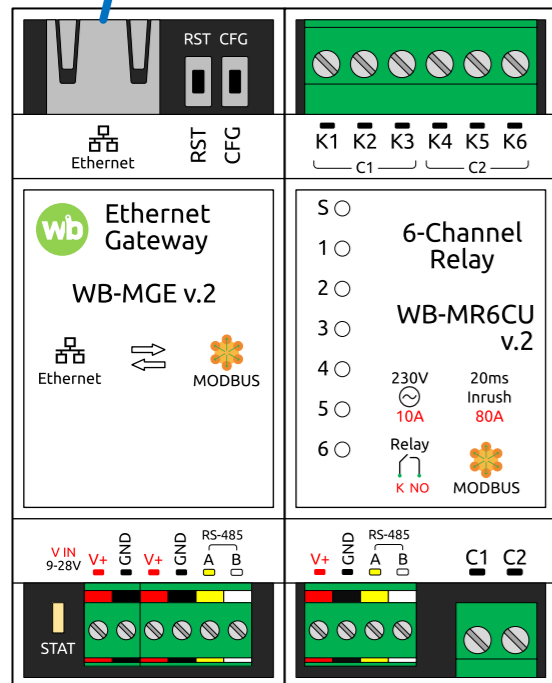 RST CFG
Ethernet
RST
CFG
wb
Ethernet
Gateway
WB-MGE v.2
Ethernet
MODBUS
V IN
9-28V
V+
GND
V+
GND
RS-485
A B
STAT
K1 K2 K3 K4 K5 K6
C1 C2
S
1
2
3
4
5
6
6-Channel
Relay
WB-MR6CU
v.2
230V
10A
20ms
Inrush
80A
Relay
K NO
MODBUS
V+
GND
RS-485
A B
C1 C2